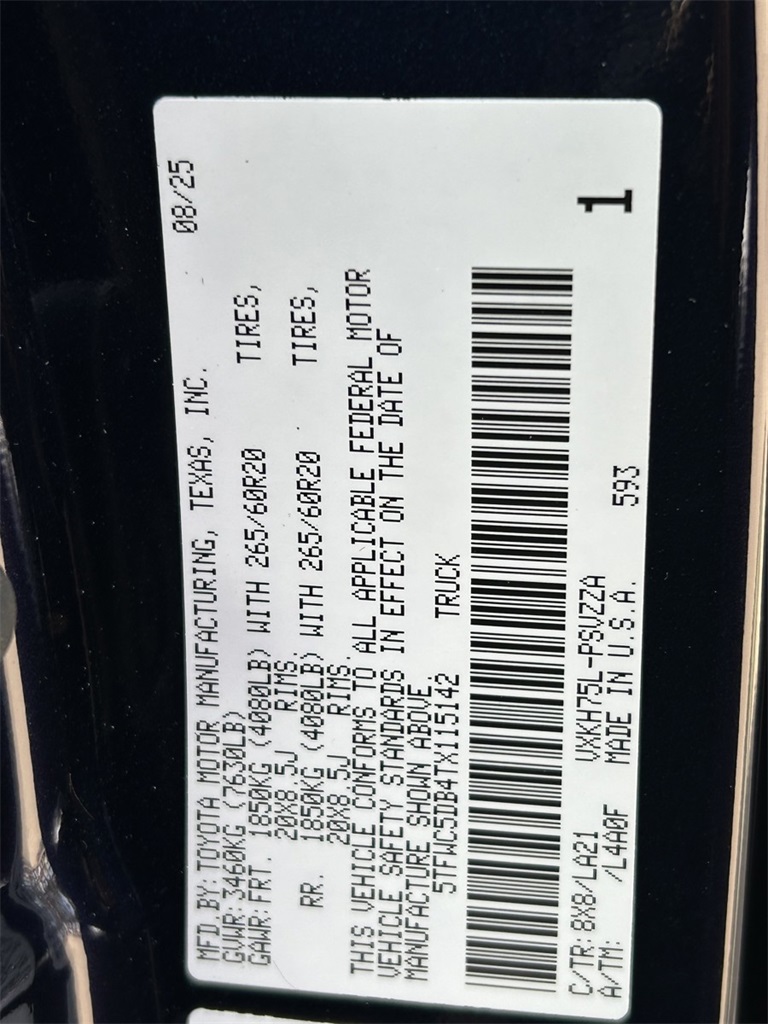 MFD.BY:TOYOTA MOTOR MANUFACTURING, TEXAS, INC. 08/25
GVWR:3460KG (7630LB)
GAWR:FRT. 1850KG (4080LB) WITH 265/60R20 TIRES,
20X8.5J RIMS.
RR. 1850KG (4080LB) WITH 265/60R20 TIRES,
20X8.5J RIMS.
THIS VEHICLE CONFORMS TO ALL APPLICABLE FEDERAL MOTOR
VEHICLE SAFETY STANDARDS IN EFFECT ON THE DATE OF
MANUFACTURE SHOWN ABOVE.
5TFWC5DB4TX115142 TRUCK
C/TR:8X8/LA21 VXKH75L-PSVZZA 1
A/TM: /L4A0F MADE IN U.S.A. 593